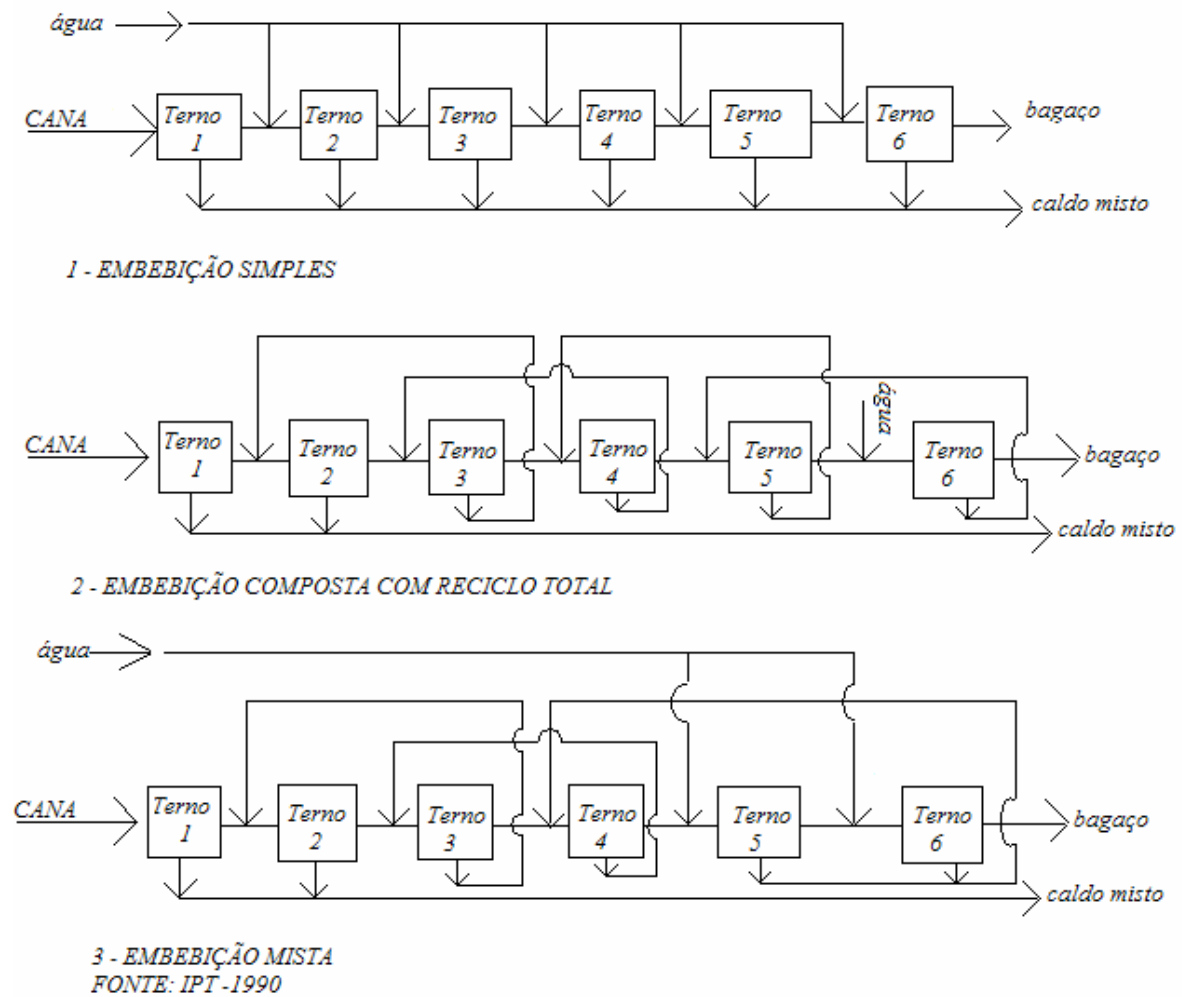 água
CANA
Terno 1
Terno 2
Terno 3
Terno 4
Terno 5
Terno 6
bagaço
caldo misto
1 - EMBEBIÇÃO SIMPLES
água
CANA
Terno 1
Terno 2
Terno 3
Terno 4
Terno 5
Terno 6
bagaço
caldo misto
2 - EMBEBIÇÃO COMPOSTA COM RECICLO TOTAL
água
CANA
Terno 1
Terno 2
Terno 3
Terno 4
Terno 5
Terno 6
bagaço
caldo misto
3 - EMBEBIÇÃO MISTA
FONTE: IPT -1990